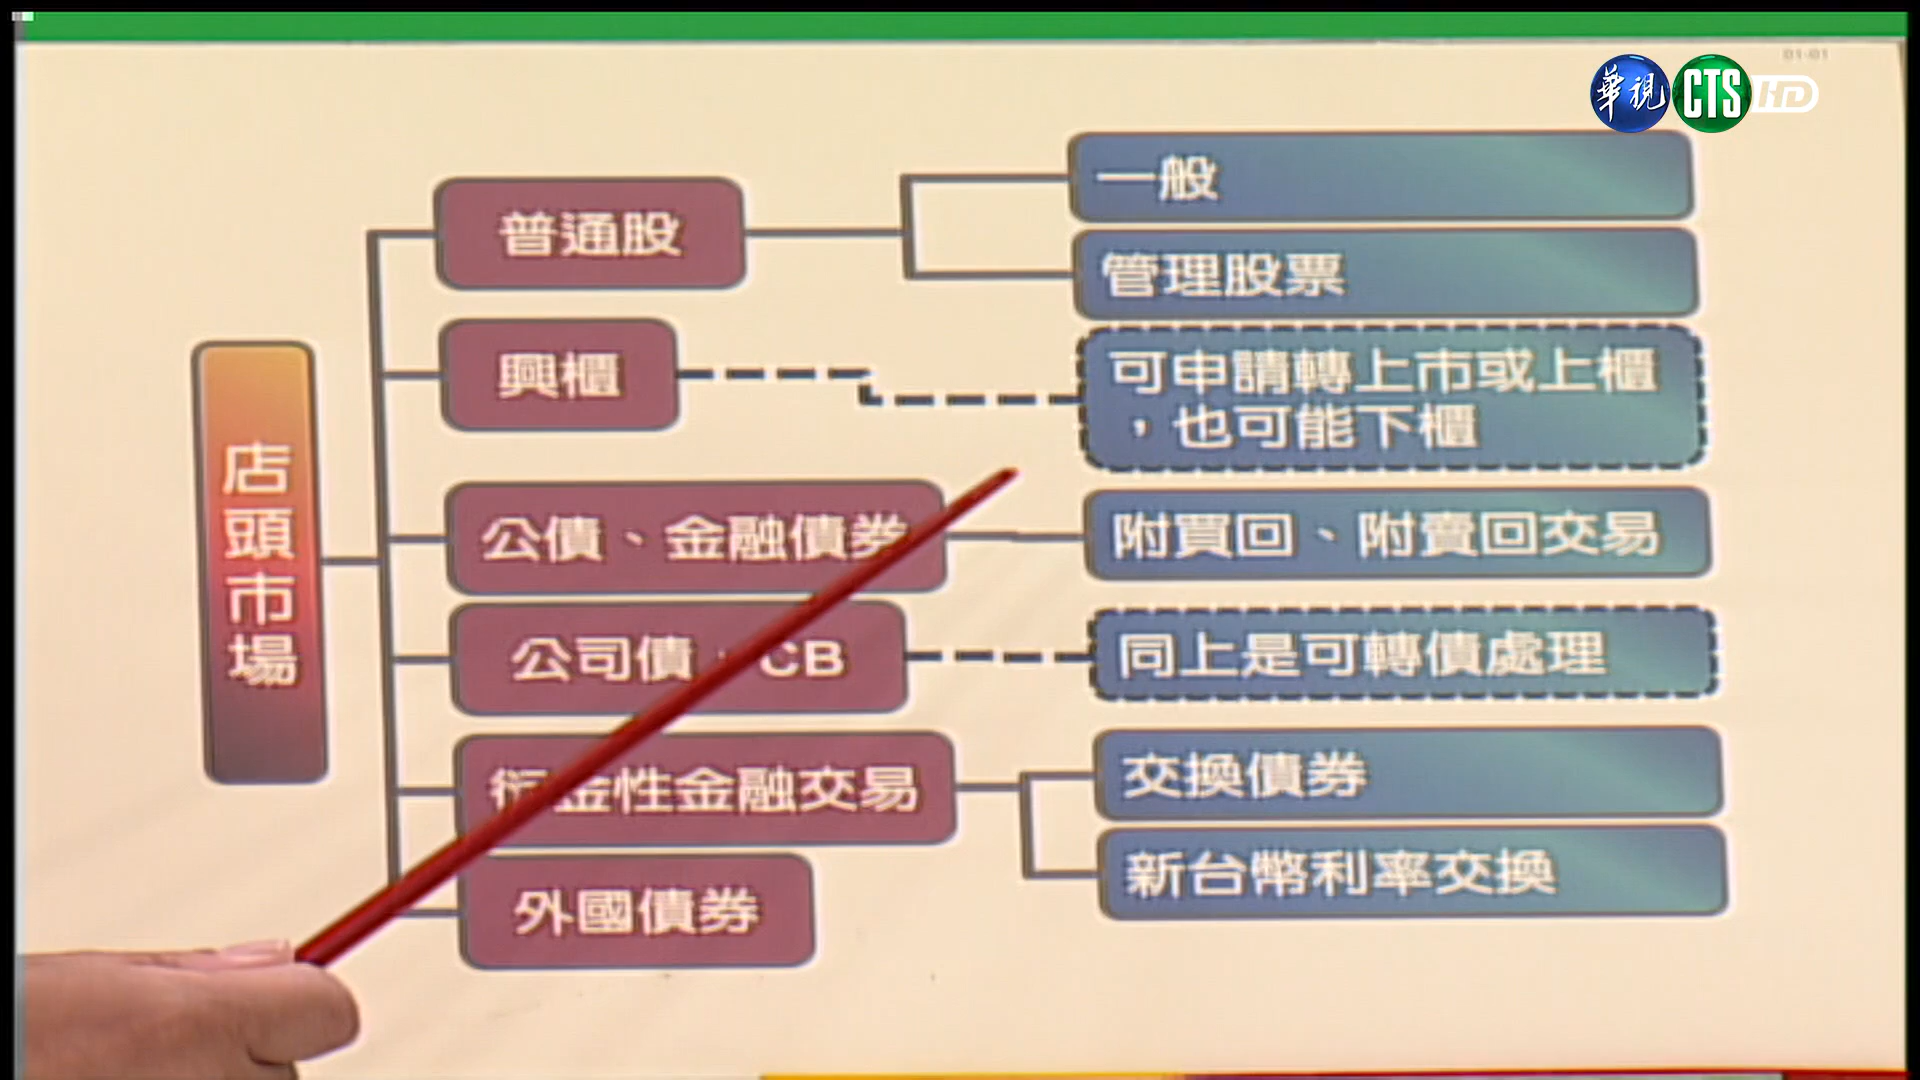 01-01
華視 CTS HD
店頭市場
普通股
一般
管理股票
興櫃
可申請轉上市或上櫃
，也可能下櫃
公債、金融債券
附買回、附賣回交易
公司債、CB
同上是可轉債處理
衍金性金融交易
交換債券
新台幣利率交換
外國債券